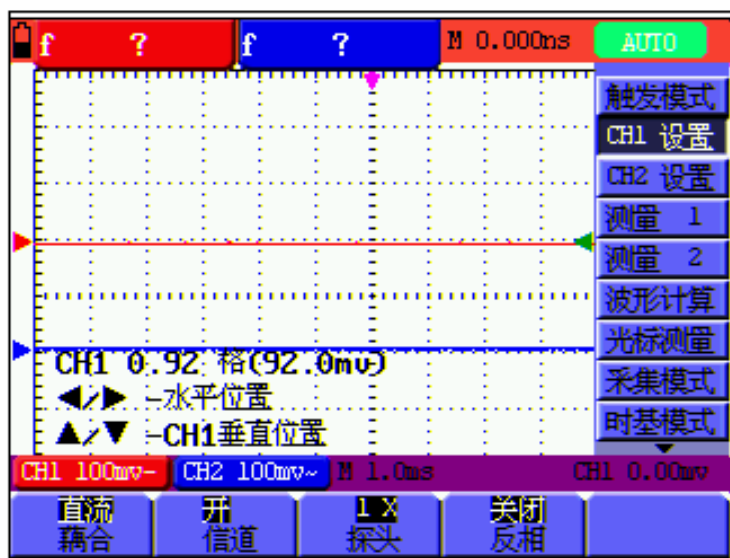 f ? f ? M 0.000ns AUTO
触发模式
CH1 设置
CH2 设置
测量 1
测量 2
波形计算
光标测量
采集模式
时基模式
CH1 0.92 格(92.0mv)
◀/▶ -水平位置
▲/▼ -CH1垂直位置
CH1 100mv- CH2 100mv~ M 1.0ms CH1 0.00mv
直流 开 1 X 关闭
藕合 信道 探头 反相